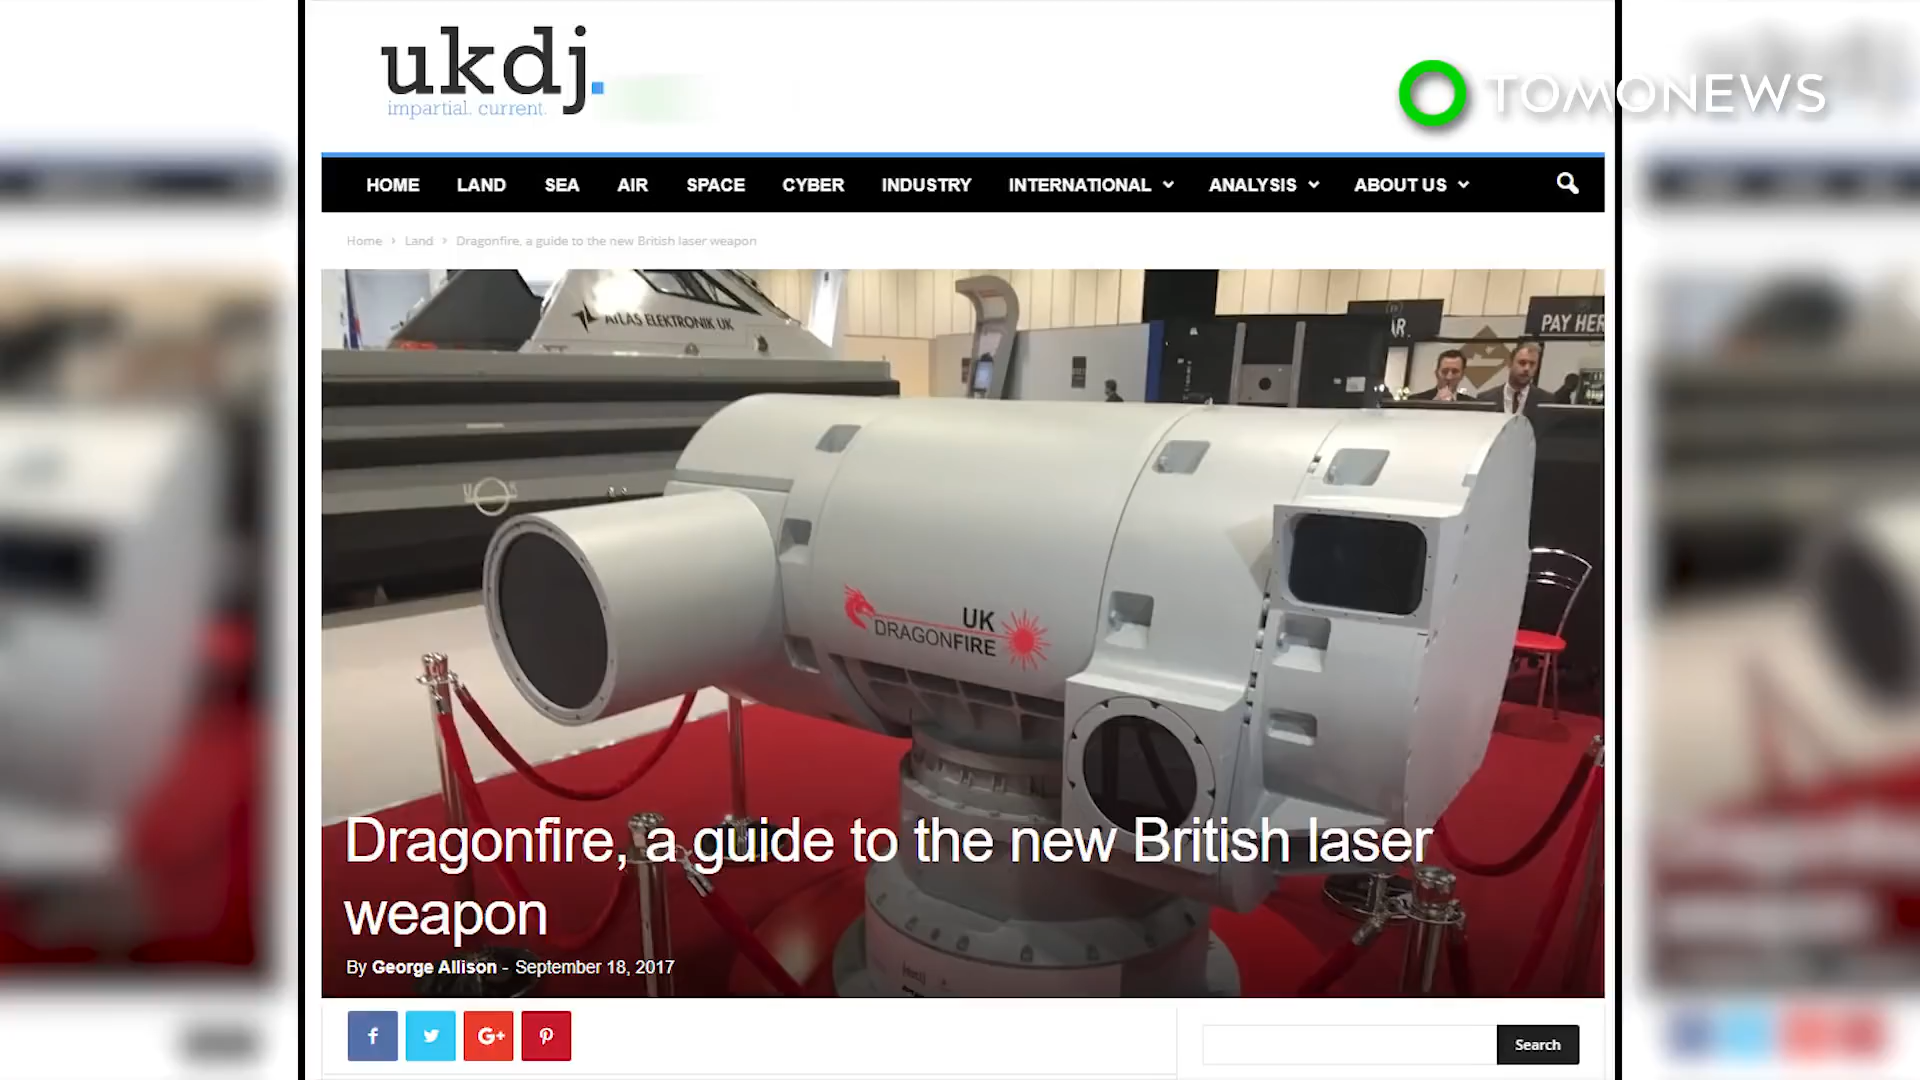 ukdj.
impartial. current.
TOMONEWS
HOME LAND SEA AIR SPACE CYBER INDUSTRY INTERNATIONAL ANALYSIS ABOUT US
Home › Land › Dragonfire, a guide to the new British laser weapon
ATLAS ELEKTRONIK UK
PAY HER
UK
DRAGONFIRE
Dragonfire, a guide to the new British laser
weapon
By George Allison - September 18, 2017
f G+
Search